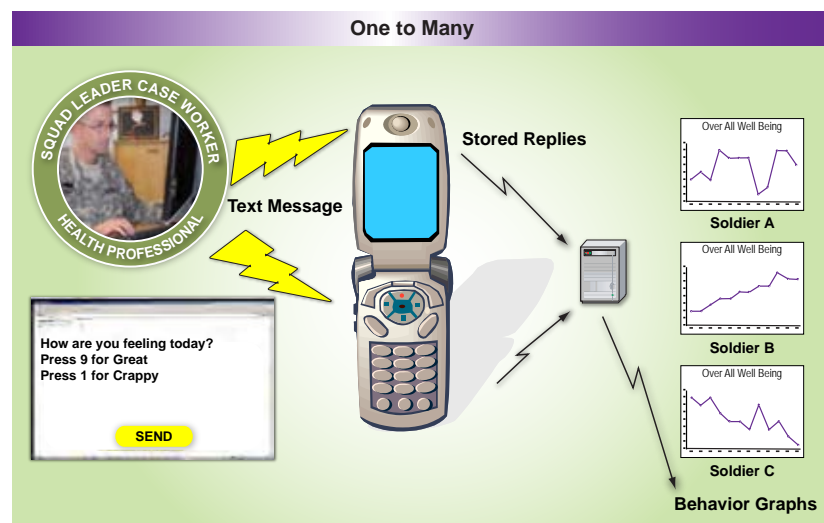 One to Many
SQUAD LEADER CASE WORKER
HEALTH PROFESSIONAL
Text Message
Stored Replies
How are you feeling today?
Press 9 for Great
Press 1 for Crappy
SEND
Over All Well Being
Soldier A
Over All Well Being
Soldier B
Over All Well Being
Soldier C
Behavior Graphs